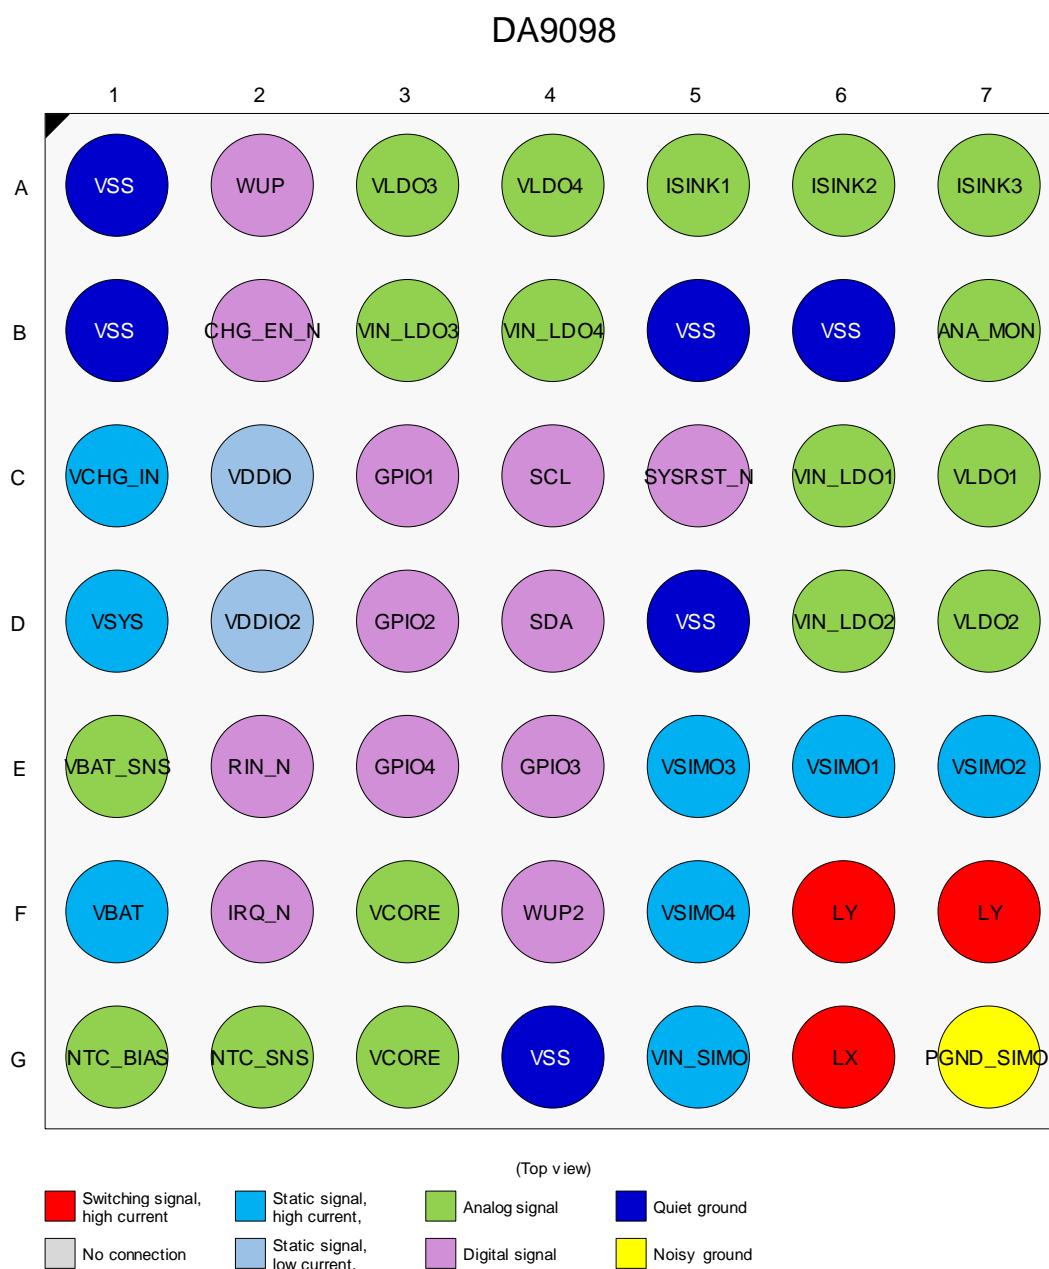 DA9098
1 2 3 4 5 6 7
A VSS WUP VLDO3 VLDO4 ISINK1 ISINK2 ISINK3
B VSS CHG_EN_N VIN_LDO3 VIN_LDO4 VSS VSS ANA_MON
C VCHG_IN VDDIO GPIO1 SCL SYSRST_N VIN_LDO1 VLDO1
D VSYS VDDIO2 GPIO2 SDA VSS VIN_LDO2 VLDO2
E VBAT_SNS RIN_N GPIO4 GPIO3 VSIMO3 VSIMO1 VSIMO2
F VBAT IRQ_N VCORE WUP2 VSIMO4 LY LY
G NTC_BIAS NTC_SNS VCORE VSS VIN_SIMO LX PGND_SIMO
(Top view)
Switching signal,
high current
Static signal,
high current,
Analog signal
Quiet ground
No connection
Static signal,
low current,
Digital signal
Noisy ground